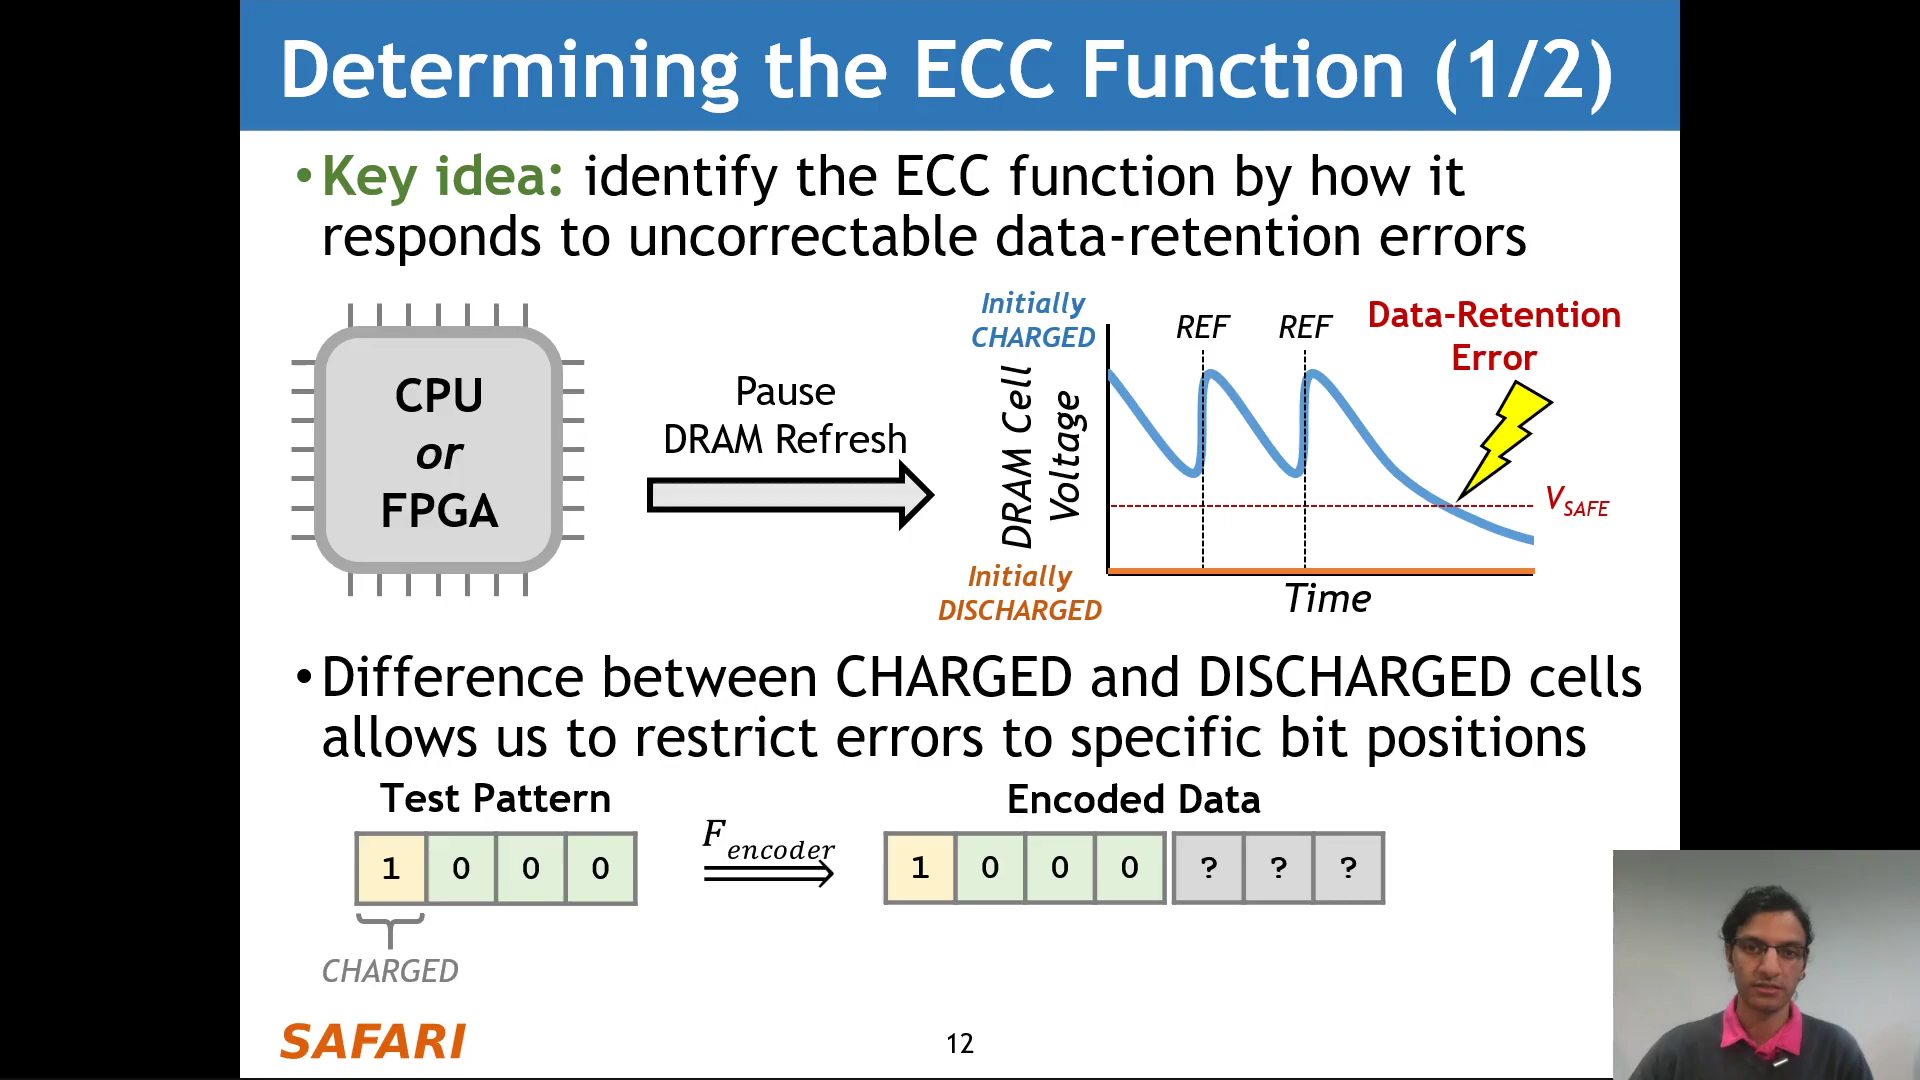 Determining the ECC Function (1/2)
•Key idea: identify the ECC function by how it
responds to uncorrectable data-retention errors
CPU
or
FPGA
Pause
DRAM Refresh
Initially
CHARGED
DRAM Cell
Voltage
Initially
DISCHARGED
REF REF
Data-Retention
Error
VSAFE
Time
•Difference between CHARGED and DISCHARGED cells
allows us to restrict errors to specific bit positions
Test Pattern
1 0 0 0
CHARGED
Fencoder
Encoded Data
1 0 0 0 ? ? ?
SAFARI
12